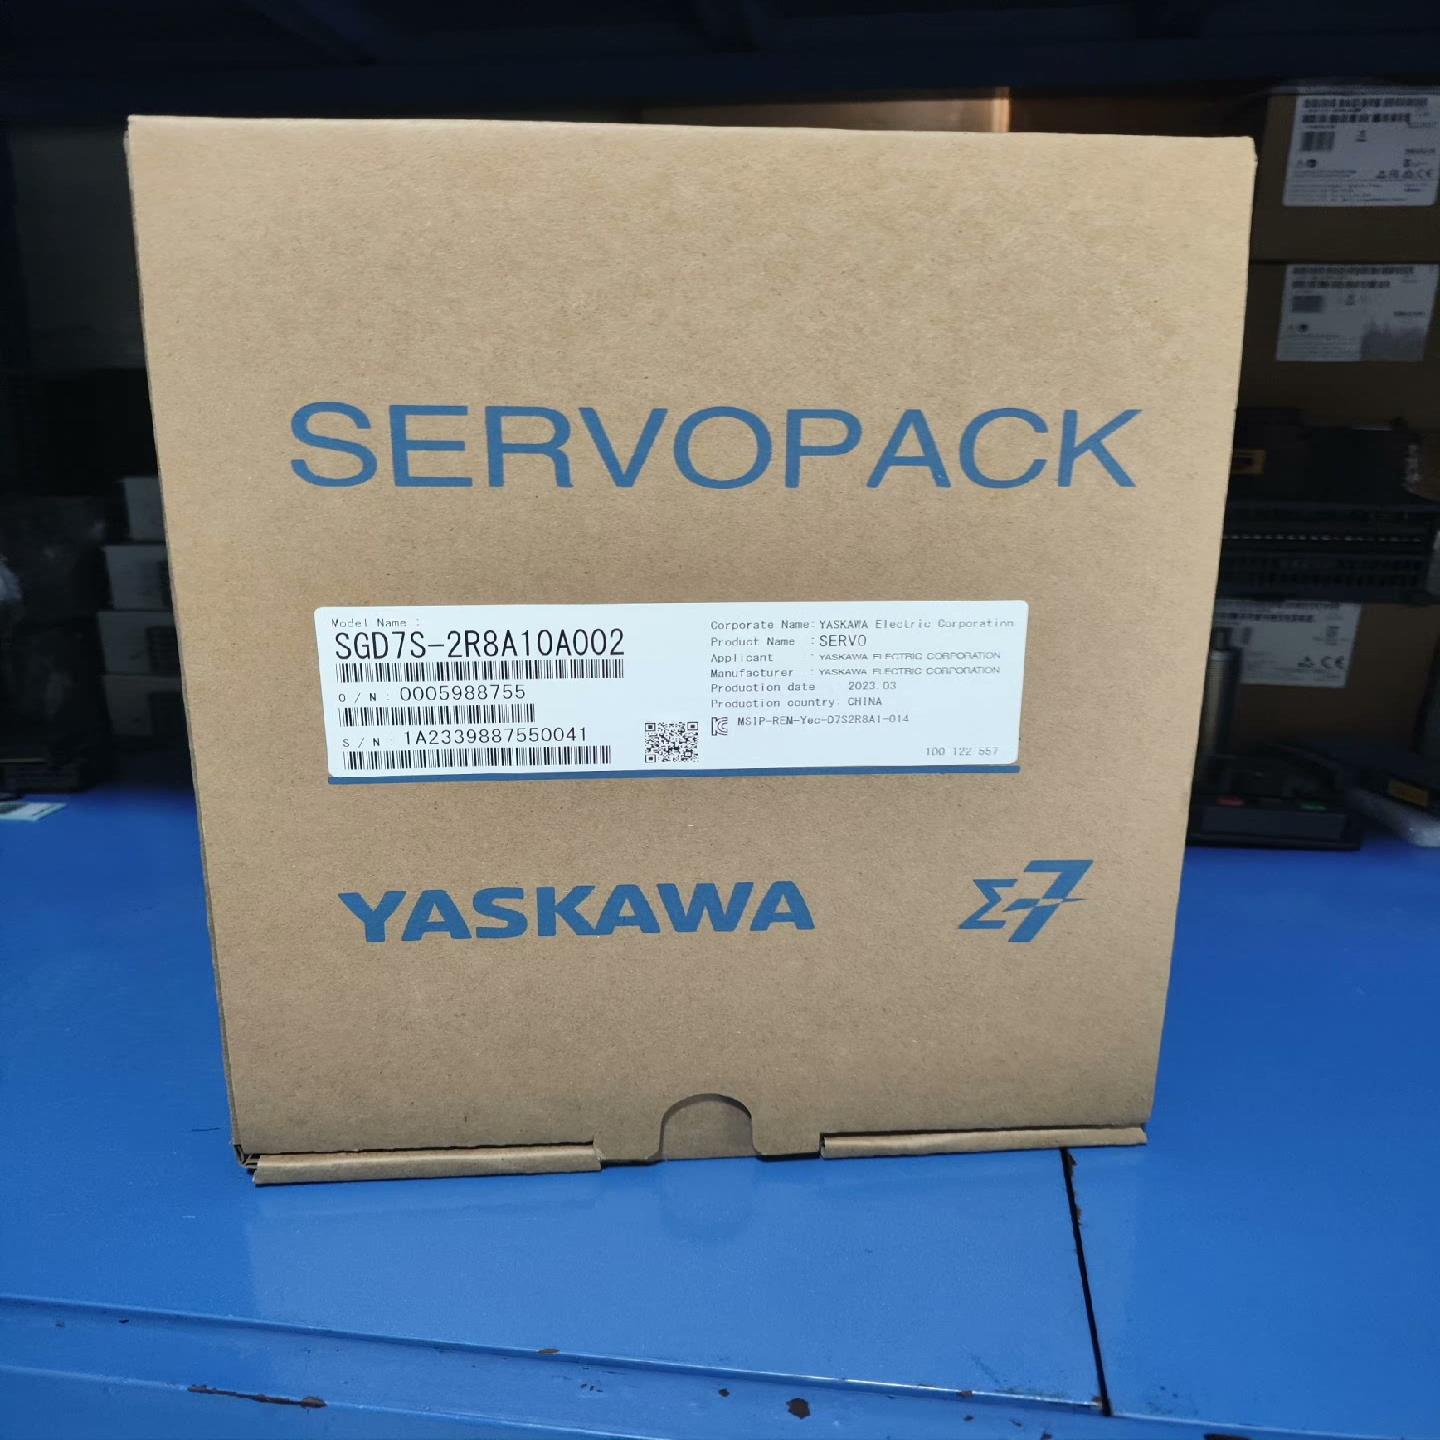 SERVOPACK
Model Name :
SGD7S-2R8A10A002
O / N : 0005988755
S / N : 1A2339887550041
Corporate Name: YASKAWA Electric Corporation
Product Name : SERVO
Applicant : YASKAWA ELECTRIC CORPORATION
Manufacturer : YASKAWA ELECTRIC CORPORATION
Production date 2023.03
Production country: CHINA
MSIP-REM-Yec-D7S2R8A1-014
100 122 557
YASKAWA
Σ-7